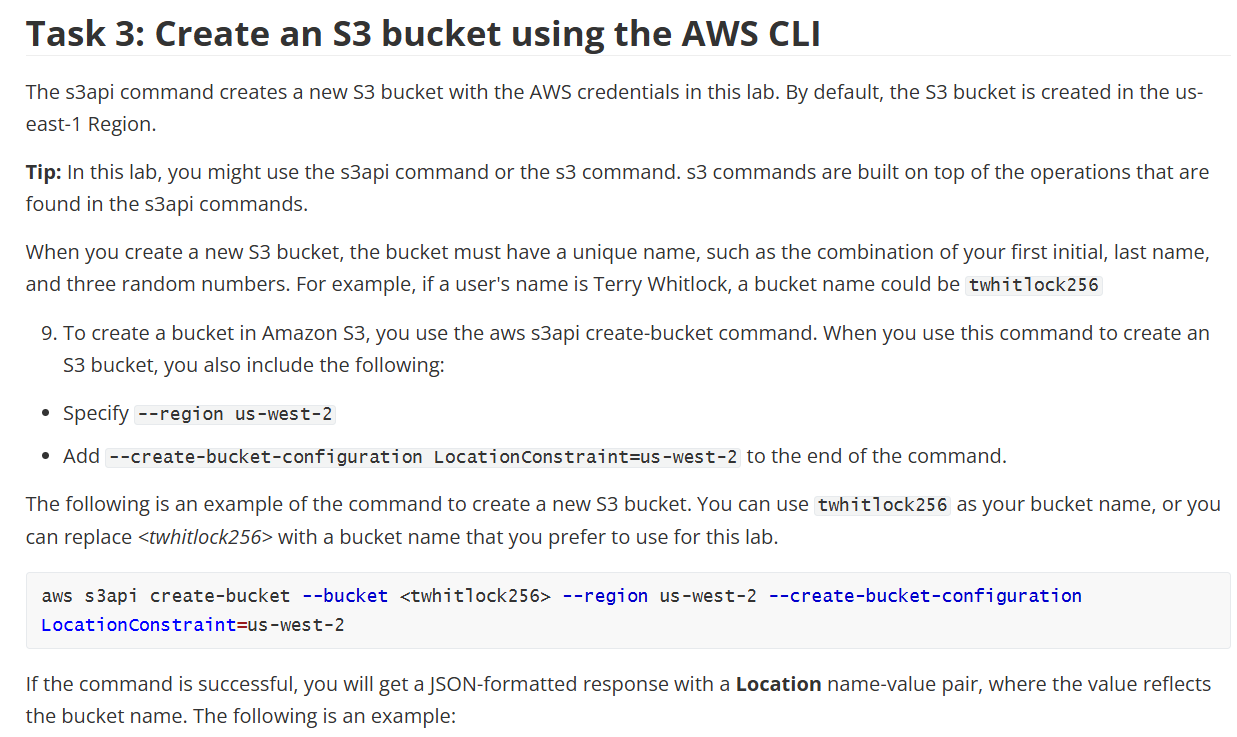 Task 3: Create an S3 bucket using the AWS CLI
The s3api command creates a new S3 bucket with the AWS credentials in this lab. By default, the S3 bucket is created in the us-
east-1 Region.
Tip: In this lab, you might use the s3api command or the s3 command. s3 commands are built on top of the operations that are
found in the s3api commands.
When you create a new S3 bucket, the bucket must have a unique name, such as the combination of your first initial, last name,
and three random numbers. For example, if a user's name is Terry Whitlock, a bucket name could be twhitlock256
9. To create a bucket in Amazon S3, you use the aws s3api create-bucket command. When you use this command to create an
S3 bucket, you also include the following:
• Specify --region us-west-2
• Add --create-bucket-configuration LocationConstraint=us-west-2 to the end of the command.
The following is an example of the command to create a new S3 bucket. You can use twhitlock256 as your bucket name, or you
can replace <twhitlock256> with a bucket name that you prefer to use for this lab.
aws s3api create-bucket --bucket <twhitlock256> --region us-west-2 --create-bucket-configuration
LocationConstraint=us-west-2
If the command is successful, you will get a JSON-formatted response with a Location name-value pair, where the value reflects
the bucket name. The following is an example: